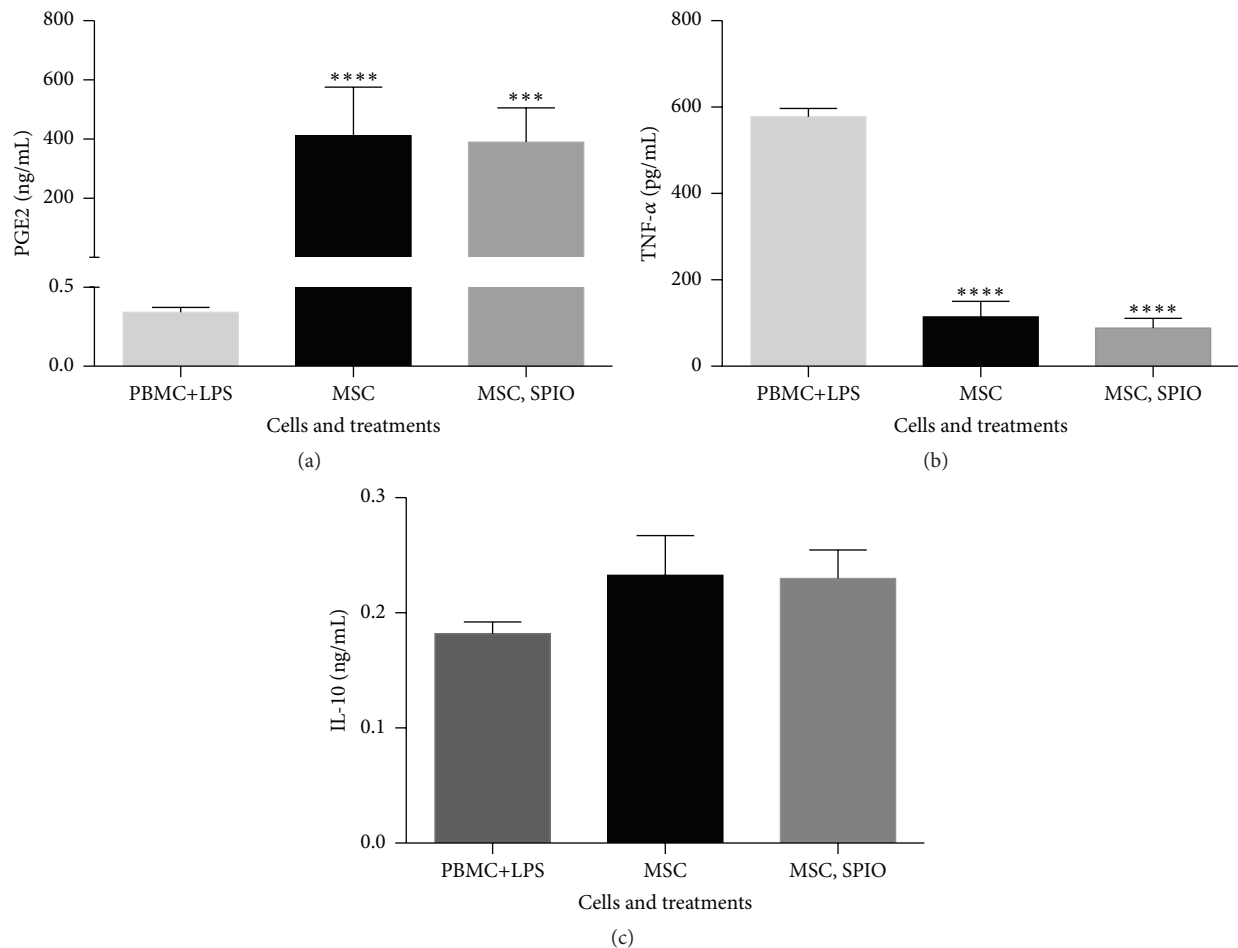 800
600
400
200
0.5
0.0
PGE2 (ng/mL)
****
***
PBMC+LPS MSC MSC, SPIO
Cells and treatments
(a)
800
600
400
200
0
TNF-α (pg/mL)
****
****
PBMC+LPS MSC MSC, SPIO
Cells and treatments
(b)
0.3
0.2
0.1
0.0
IL-10 (ng/mL)
PBMC+LPS MSC MSC, SPIO
Cells and treatments
(c)